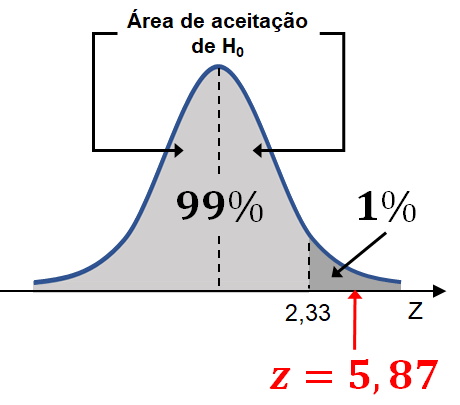 Área de aceitação
de H₀
99%
1%
2,33
Z
z = 5,87